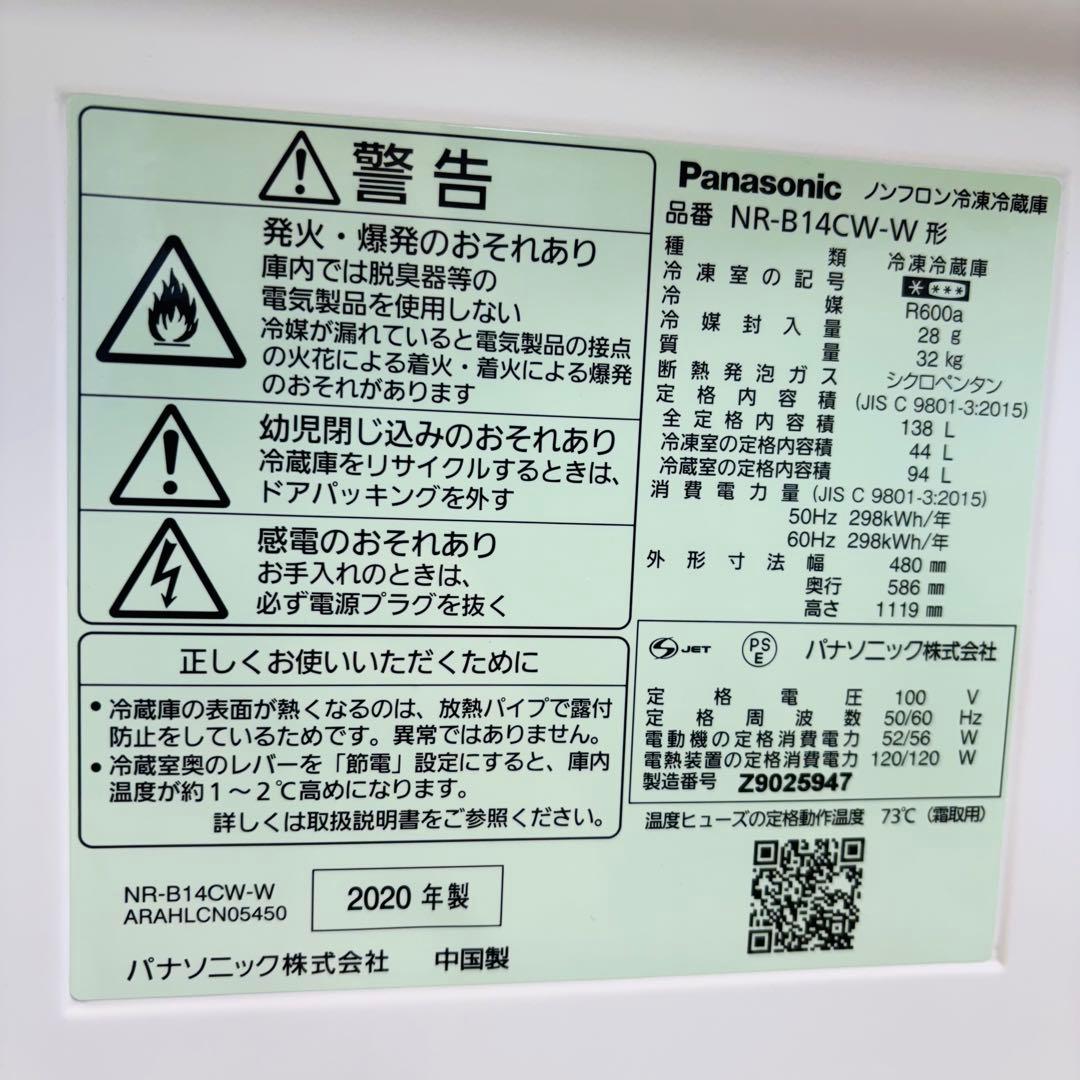 警告
発火・爆発のおそれあり
庫内では脱臭器等の
電気製品を使用しない
冷媒が漏れていると電気製品の接点
の火花による着火・着火による爆発
のおそれがあります
幼児閉じ込みのおそれあり
冷蔵庫をリサイクルするときは、
ドアパッキングを外す
感電のおそれあり
お手入れのときは、
必ず電源プラグを抜く
正しくお使いいただくために
●冷蔵庫の表面が熱くなるのは、放熱パイプで露付
防止をしているためです。異常ではありません。
●冷蔵室奥のレバーを「節電」設定にすると、庫内
温度が約1～2℃高めになります。
詳しくは取扱説明書をご参照ください。
NR-B14CW-W
ARAHLCN05450
2020 年製
パナソニック株式会社 中国製
Panasonic ノンフロン冷凍冷蔵庫
品番 NR-B14CW-W 形
種類 冷凍冷蔵庫
冷凍室の記号 * ***
冷媒 R600a
冷媒封入量 28 g
質量 32 kg
断熱発泡ガス シクロペンタン
定格内容積 (JIS C 9801-3:2015)
全定格内容積 138 L
冷凍室の定格内容積 44 L
冷蔵室の定格内容積 94 L
消費電力量 (JIS C 9801-3:2015)
50Hz 298kWh/年
60Hz 298kWh/年
外形寸法 幅 480 mm
奥行 586 mm
高さ 1119 mm
S JET PS E パナソニック株式会社
定格電圧 100 V
定格周波数 50/60 Hz
電動機の定格消費電力 52/56 W
電熱装置の定格消費電力 120/120 W
製造番号 Z9025947
温度ヒューズの定格動作温度 73℃（霜取用）